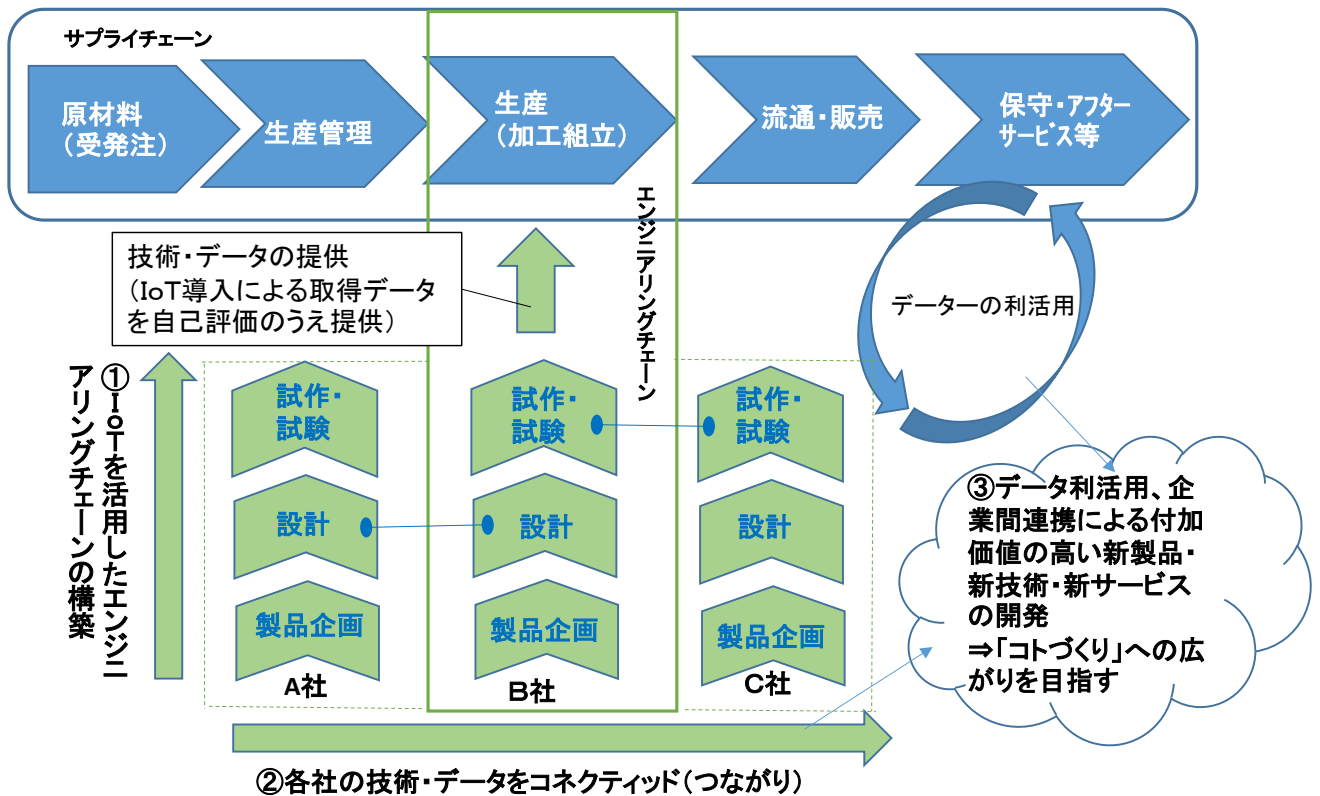 サプライチェーン
原材料
（受発注）
生産管理
生産
（加工組立）
流通・販売
保守・アフター
サービス等
エンジニアリングチェーン
技術・データの提供
（IoT導入による取得データ
を自己評価のうえ提供）
データーの利活用
①IoTを活用したエンジニ
アリングチェーンの構築
試作・
試験
設計
製品企画
A社
試作・
試験
設計
製品企画
B社
試作・
試験
設計
製品企画
C社
③データ利活用、企
業間連携による付加
価値の高い新製品・
新技術・新サービス
の開発
⇒「コトづくり」への広
がりを目指す
②各社の技術・データをコネクティッド（つながり）